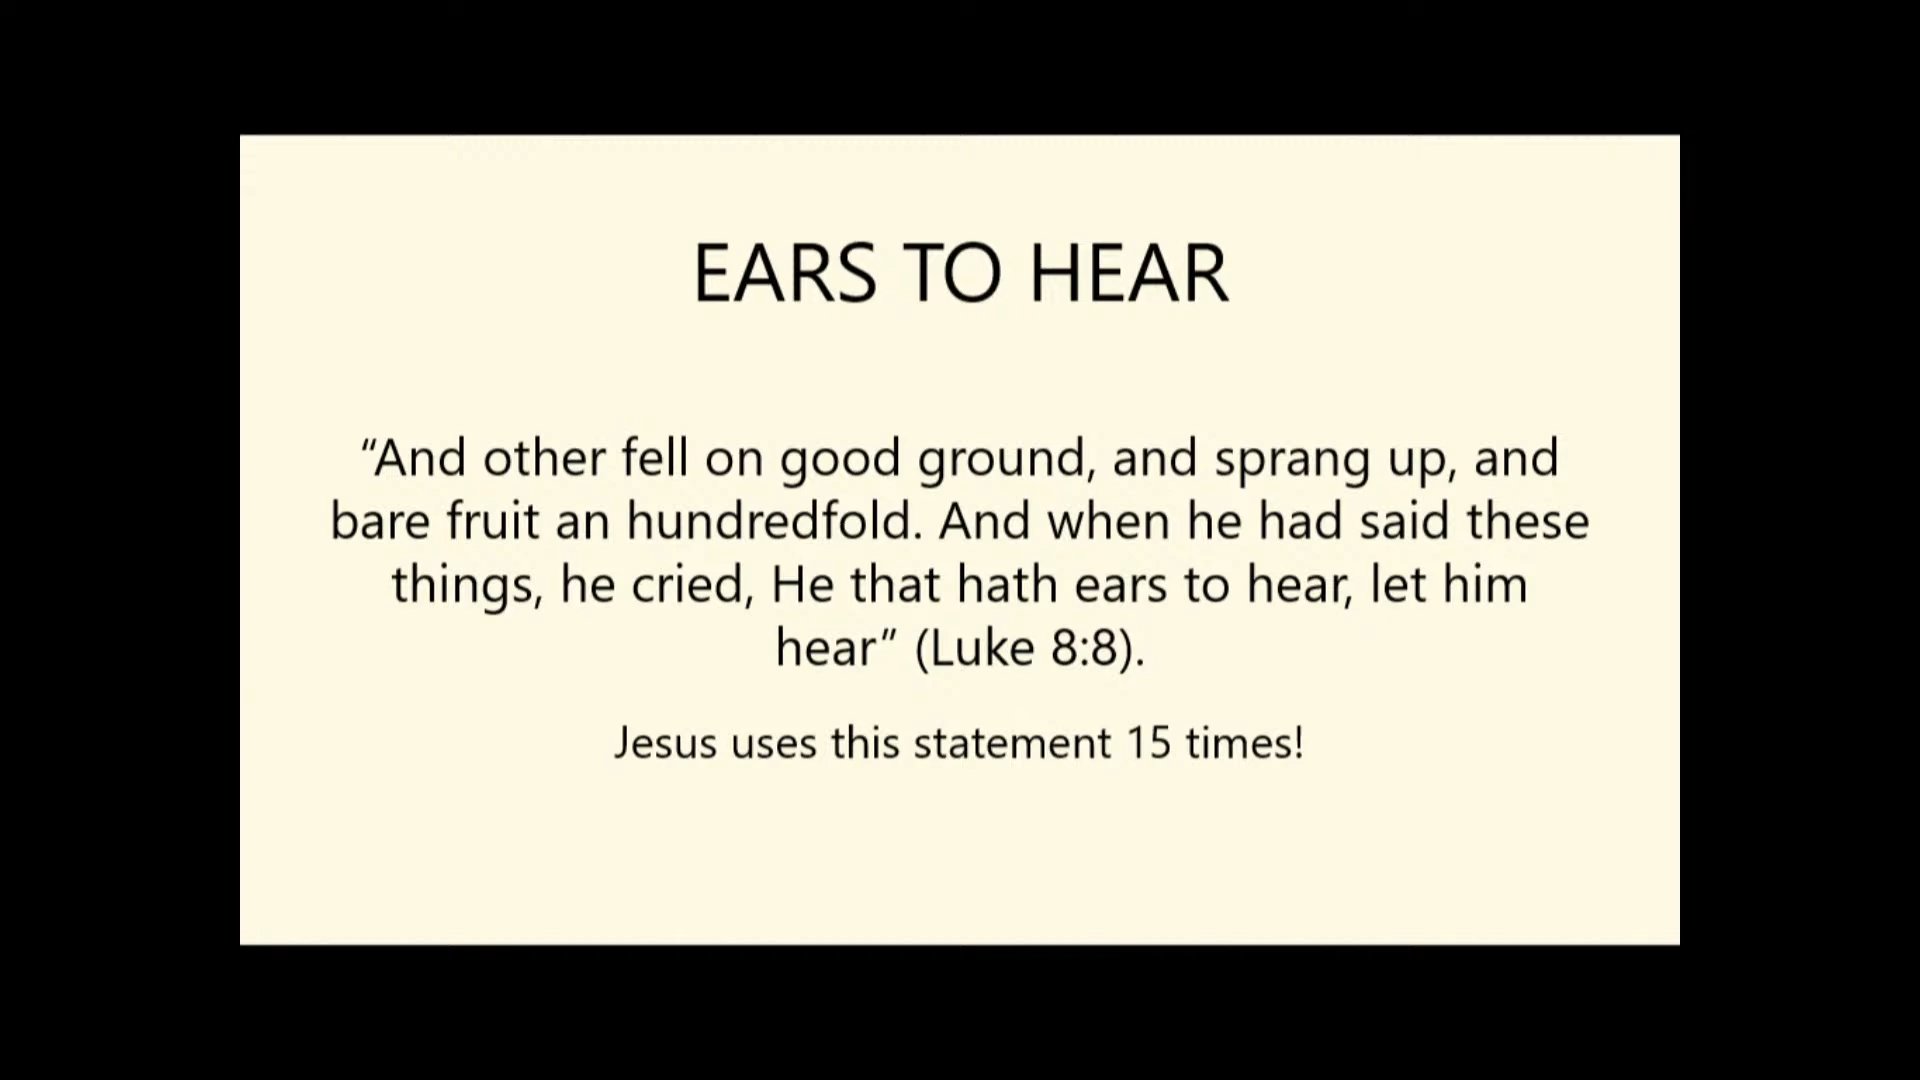 EARS TO HEAR
“And other fell on good ground, and sprang up, and
bare fruit an hundredfold. And when he had said these
things, he cried, He that hath ears to hear, let him
hear” (Luke 8:8).
Jesus uses this statement 15 times!